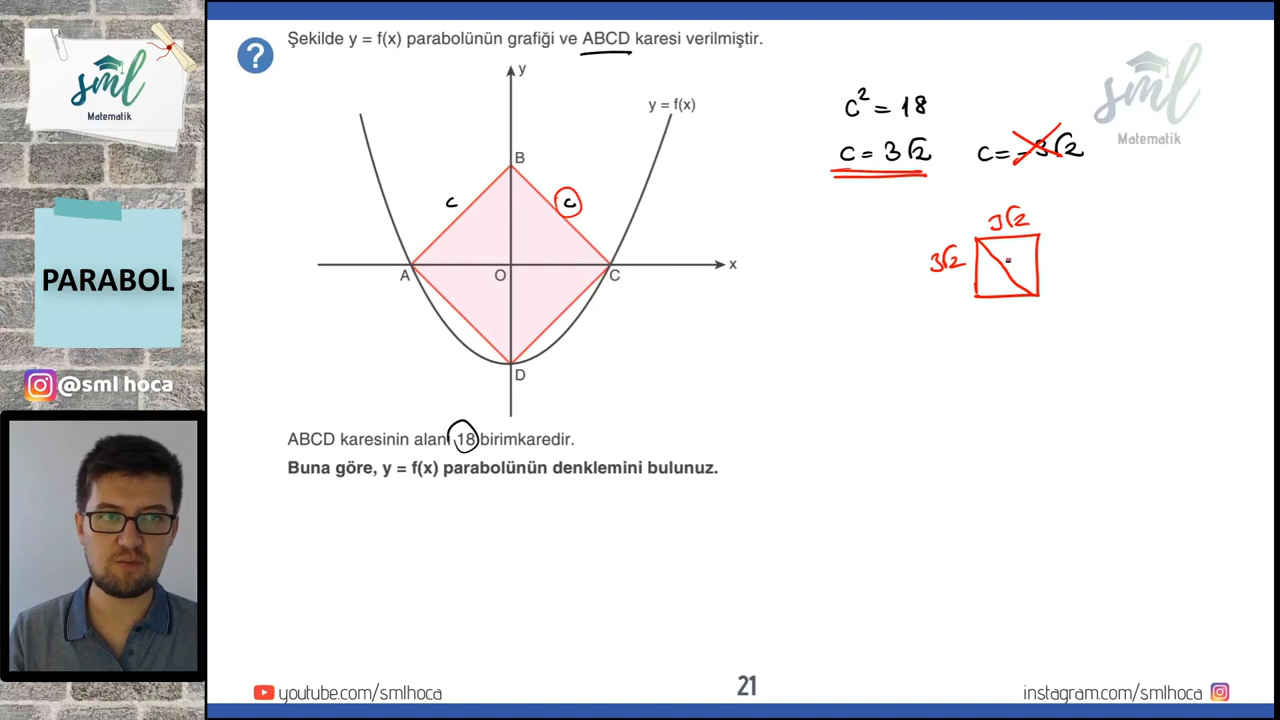 sml
Matematik
PARABOL
@sml hoca
?
Şekilde y = f(x) parabolünün grafiği ve ABCD karesi verilmiştir.
y
y = f(x)
B
c
c
A
O
C
x
D
c² = 18
c = 3√2
c = -3√2
3√2
3√2
sml
Matematik
ABCD karesinin alanı 18 birimkaredir.
Buna göre, y = f(x) parabolünün denklemini bulunuz.
youtube.com/smlhoca
21
instagram.com/smlhoca